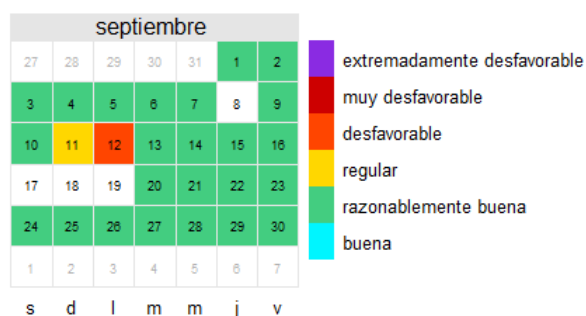 septiembre
27 28 29 30 31 1 2
3 4 5 6 7 8 9
10 11 12 13 14 15 16
17 18 19 20 21 22 23
24 25 26 27 28 29 30
1 2 3 4 5 6 7
s d l m m j v
extremadamente desfavorable
muy desfavorable
desfavorable
regular
razonablemente buena
buena